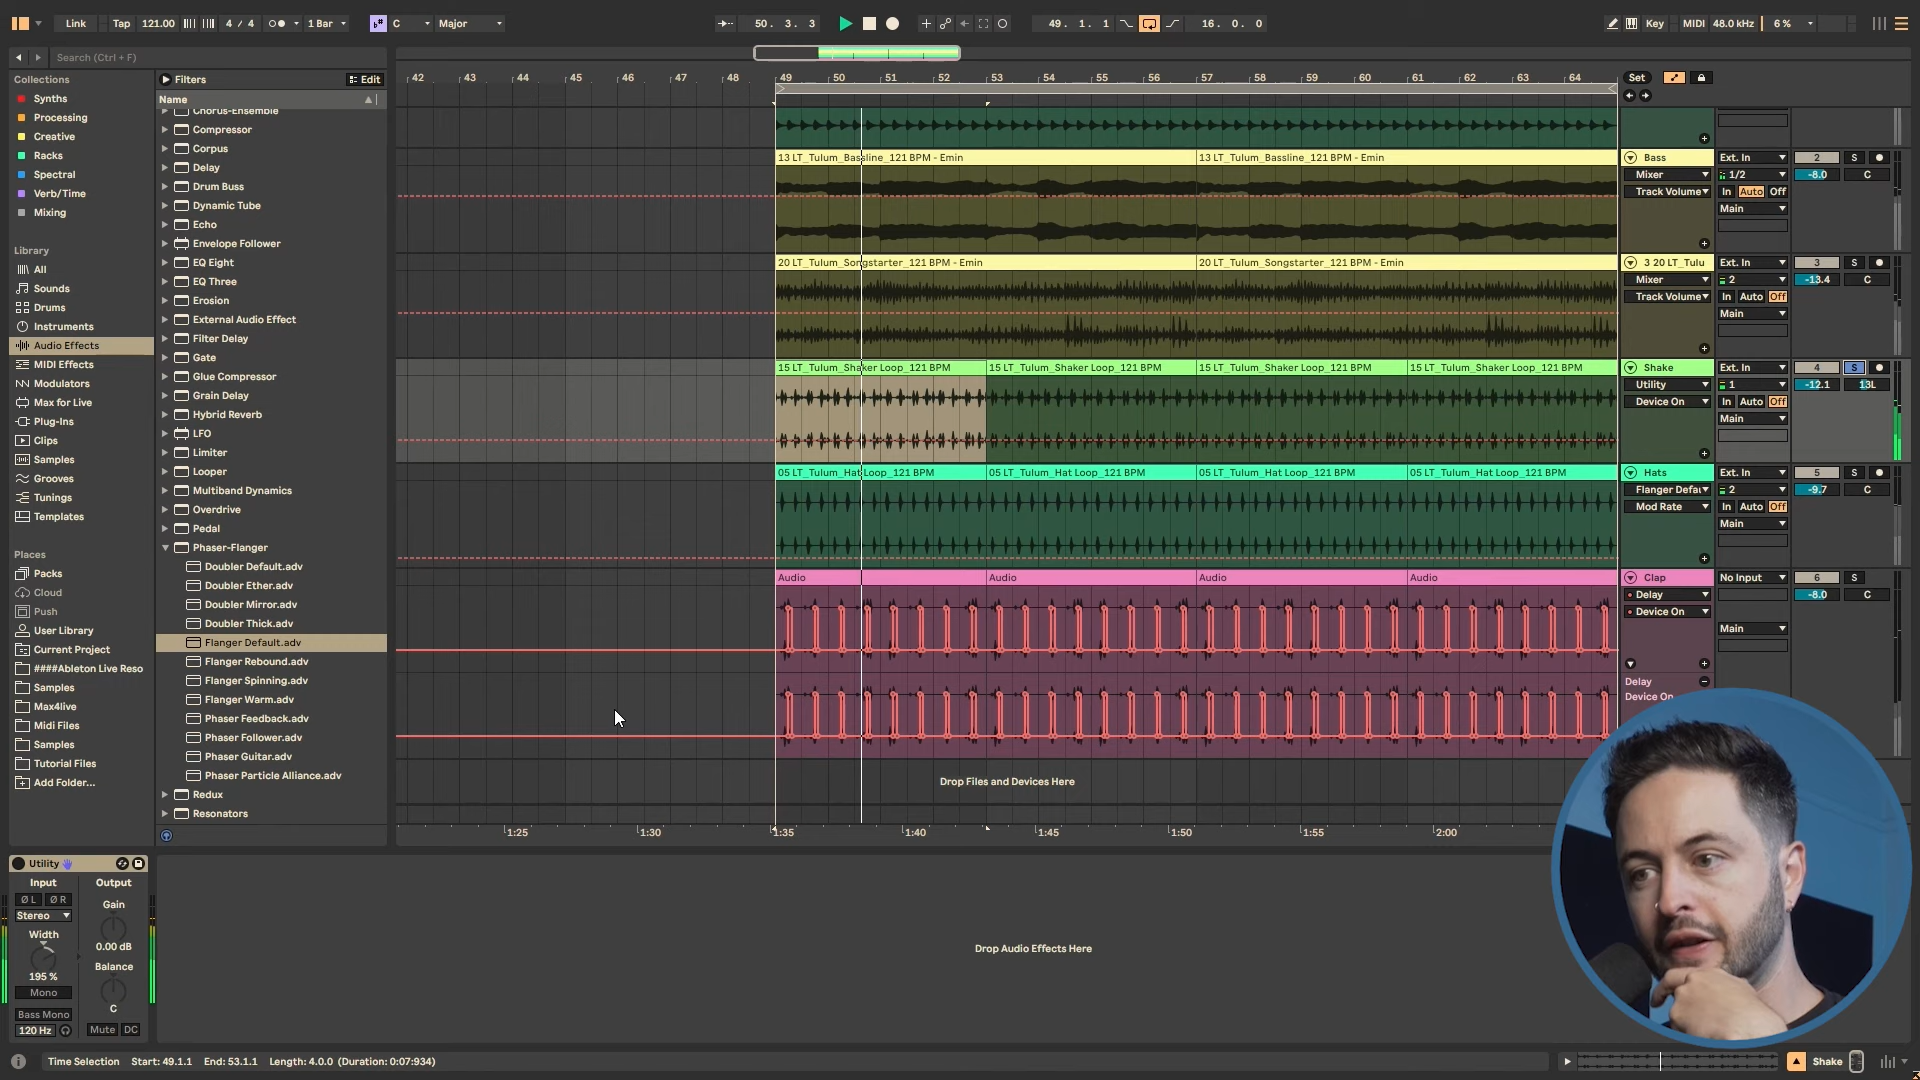 Link Tap 121.00 4 / 4 1 Bar C Major 50. 3. 3 49. 1. 1 16. 0. 0 Key MIDI 48.0 kHz 6 %
Search (Ctrl + F)
Collections
Synths
Processing
Creative
Racks
Spectral
Verb/Time
Mixing
Library
All
Sounds
Drums
Instruments
Audio Effects
MIDI Effects
Modulators
Max for Live
Plug-Ins
Clips
Samples
Grooves
Tunings
Templates
Places
Packs
Cloud
Push
User Library
Current Project
####Ableton Live Reso
Samples
Max4live
Midi Files
Samples
Tutorial Files
Add Folder...
Filters Edit
Name
Chorus-Ensemble
Compressor
Corpus
Delay
Drum Buss
Dynamic Tube
Echo
Envelope Follower
EQ Eight
EQ Three
Erosion
External Audio Effect
Filter Delay
Gate
Glue Compressor
Grain Delay
Hybrid Reverb
LFO
Limiter
Looper
Multiband Dynamics
Overdrive
Pedal
Phaser-Flanger
Doubler Default.adv
Doubler Ether.adv
Doubler Mirror.adv
Doubler Thick.adv
Flanger Default.adv
Flanger Rebound.adv
Flanger Spinning.adv
Flanger Warm.adv
Phaser Feedback.adv
Phaser Follower.adv
Phaser Guitar.adv
Phaser Particle Alliance.adv
Redux
Resonators
42 43 44 45 46 47 48 49 50 51 52 53 54 55 56 57 58 59 60 61 62 63 64 Set
13 LT_Tulum_Bassline_121 BPM - Emin 13 LT_Tulum_Bassline_121 BPM - Emin
Bass Ext. In 2 S
Mixer 1/2 -8.0 C
Track Volume In Auto Off
Main
20 LT_Tulum_Songstarter_121 BPM - Emin 20 LT_Tulum_Songstarter_121 BPM - Emin
3 20 LT_Tulu Ext. In 3 S
Mixer 2 -13.4 C
Track Volume In Auto Off
Main
15 LT_Tulum_Shaker Loop_121 BPM 15 LT_Tulum_Shaker Loop_121 BPM 15 LT_Tulum_Shaker Loop_121 BPM 15 LT_Tulum_Shaker Loop_121 BPM
Shake Ext. In 4 S
Utility 1 -12.1 13L
Device On In Auto Off
Main
05 LT_Tulum_Hat Loop_121 BPM 05 LT_Tulum_Hat Loop_121 BPM 05 LT_Tulum_Hat Loop_121 BPM 05 LT_Tulum_Hat Loop_121 BPM
Hats Ext. In 5 S
Flanger Defau 2 -9.7 C
Mod Rate In Auto Off
Main
Audio Audio Audio Audio
Clap No Input 6 S
Delay -8.0 C
Device On
Main
Delay
Device On
Drop Files and Devices Here
1:25 1:30 1:35 1:40 1:45 1:50 1:55 2:00
Utility
Input Output
Ø L Ø R Gain
Stereo
Width 0.00 dB
Balance
195 %
Mono C
Bass Mono
120 Hz Mute DC
Drop Audio Effects Here
Time Selection Start: 49.1.1 End: 53.1.1 Length: 4.0.0 (Duration: 0:07:934) Shake